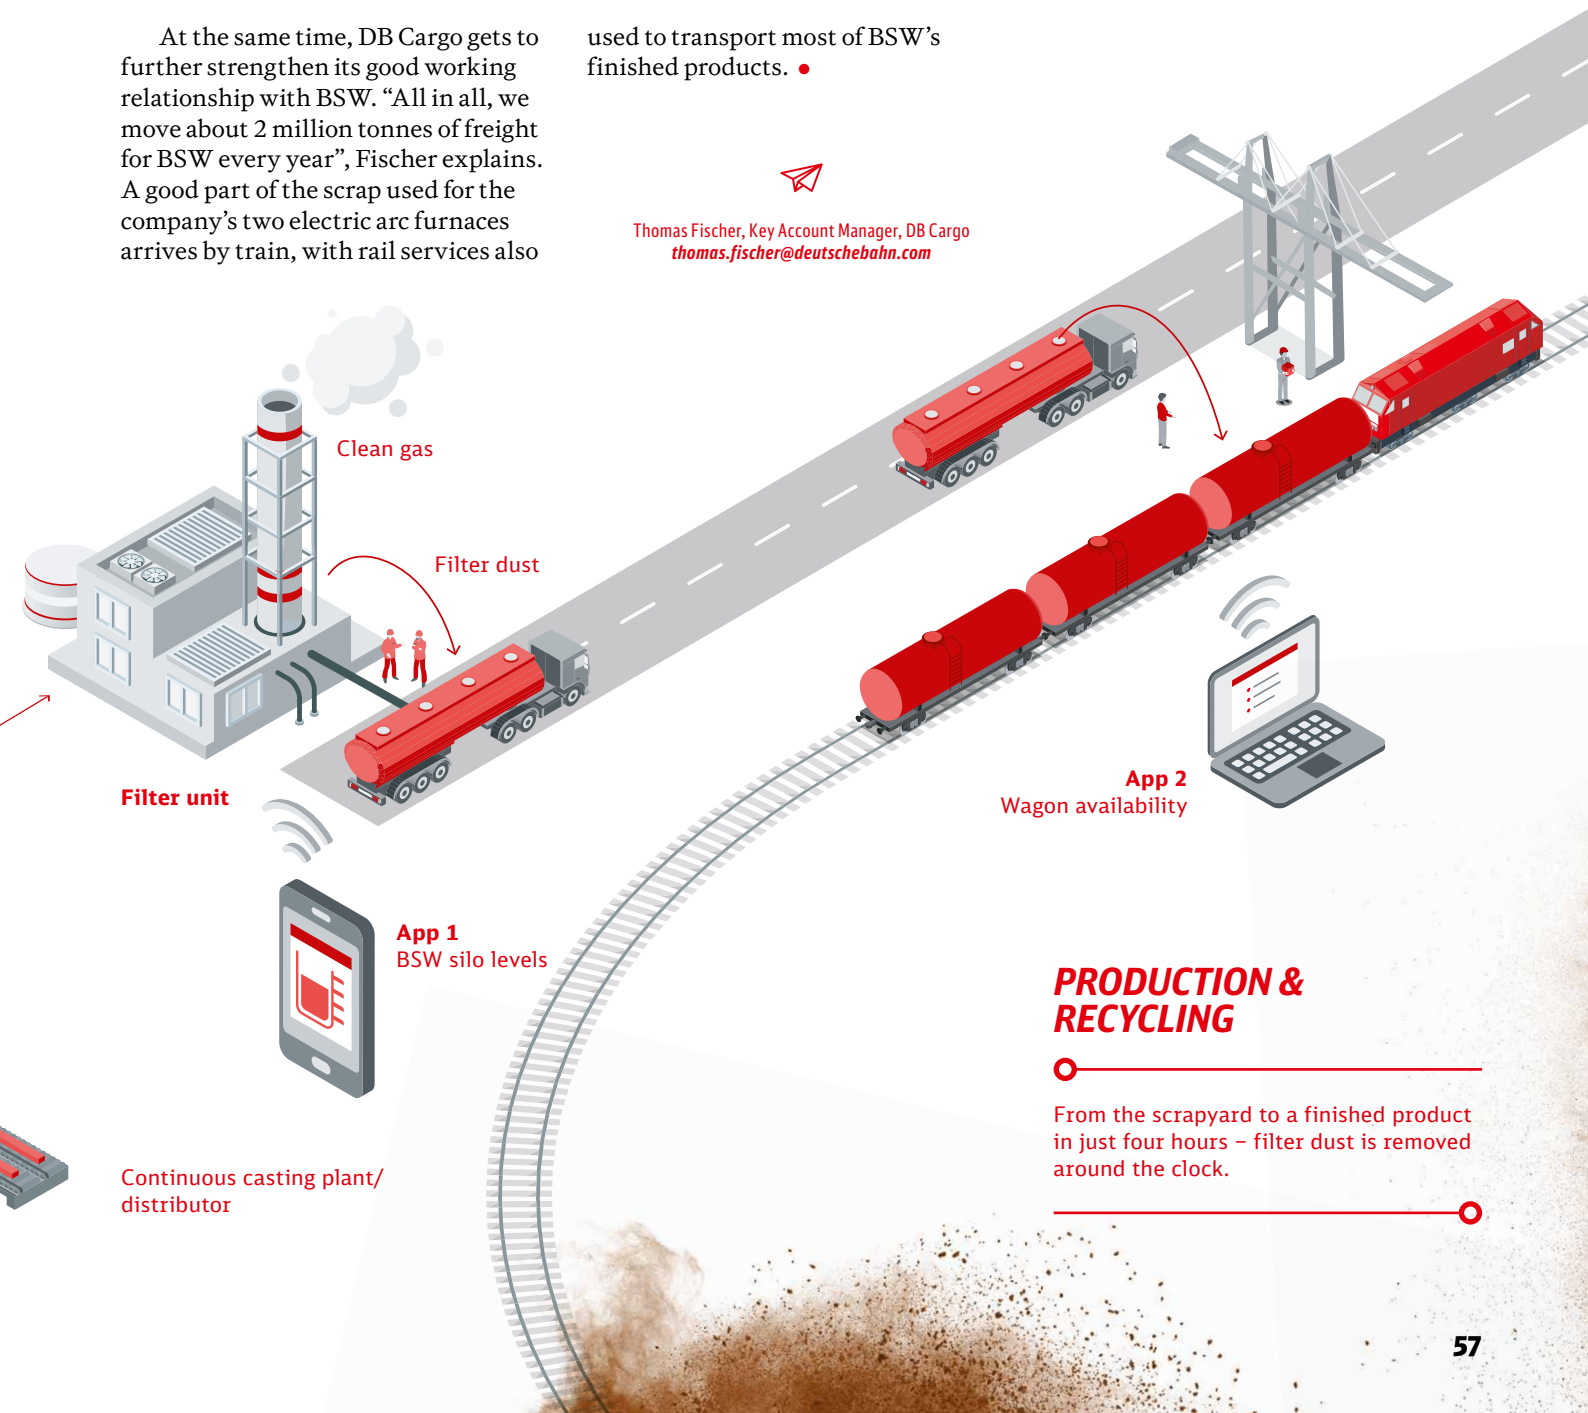 At the same time, DB Cargo gets to
further strengthen its good working
relationship with BSW. “All in all, we
move about 2 million tonnes of freight
for BSW every year”, Fischer explains.
A good part of the scrap used for the
company’s two electric arc furnaces
arrives by train, with rail services also
used to transport most of BSW’s
finished products. •
Thomas Fischer, Key Account Manager, DB Cargo
thomas.fischer@deutschebahn.com
Clean gas
Filter dust
Filter unit
App 2
Wagon availability
App 1
BSW silo levels
PRODUCTION &
RECYCLING
From the scrapyard to a finished product
in just four hours – filter dust is removed
around the clock.
Continuous casting plant/
distributor
57